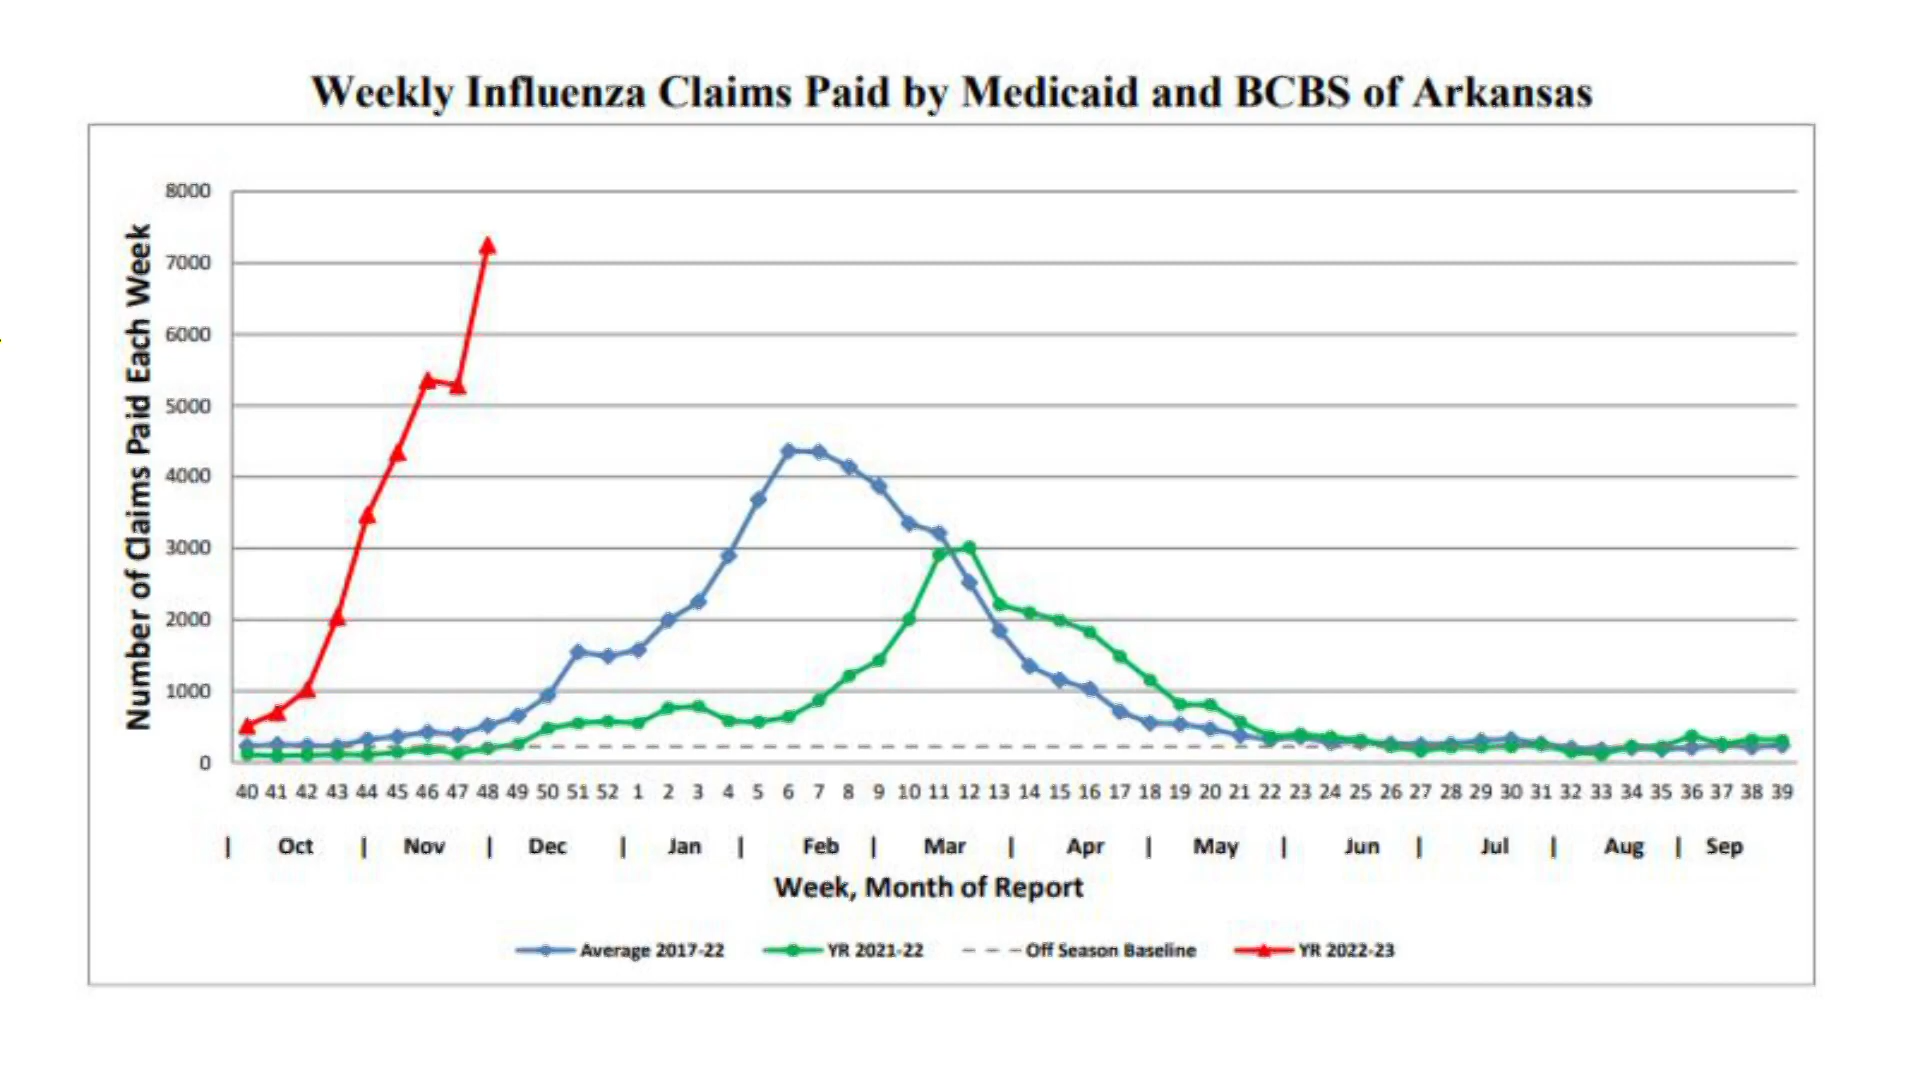 Weekly Influenza Claims Paid by Medicaid and BCBS of Arkansas
Number of Claims Paid Each Week
8000
7000
6000
5000
4000
3000
2000
1000
0
40 41 42 43 44 45 46 47 48 49 50 51 52 1 2 3 4 5 6 7 8 9 10 11 12 13 14 15 16 17 18 19 20 21 22 23 24 25 26 27 28 29 30 31 32 33 34 35 36 37 38 39
| Oct | Nov | Dec | Jan | Feb | Mar | Apr | May | Jun | Jul | Aug | Sep
Week, Month of Report
Average 2017-22 YR 2021-22 Off Season Baseline YR 2022-23